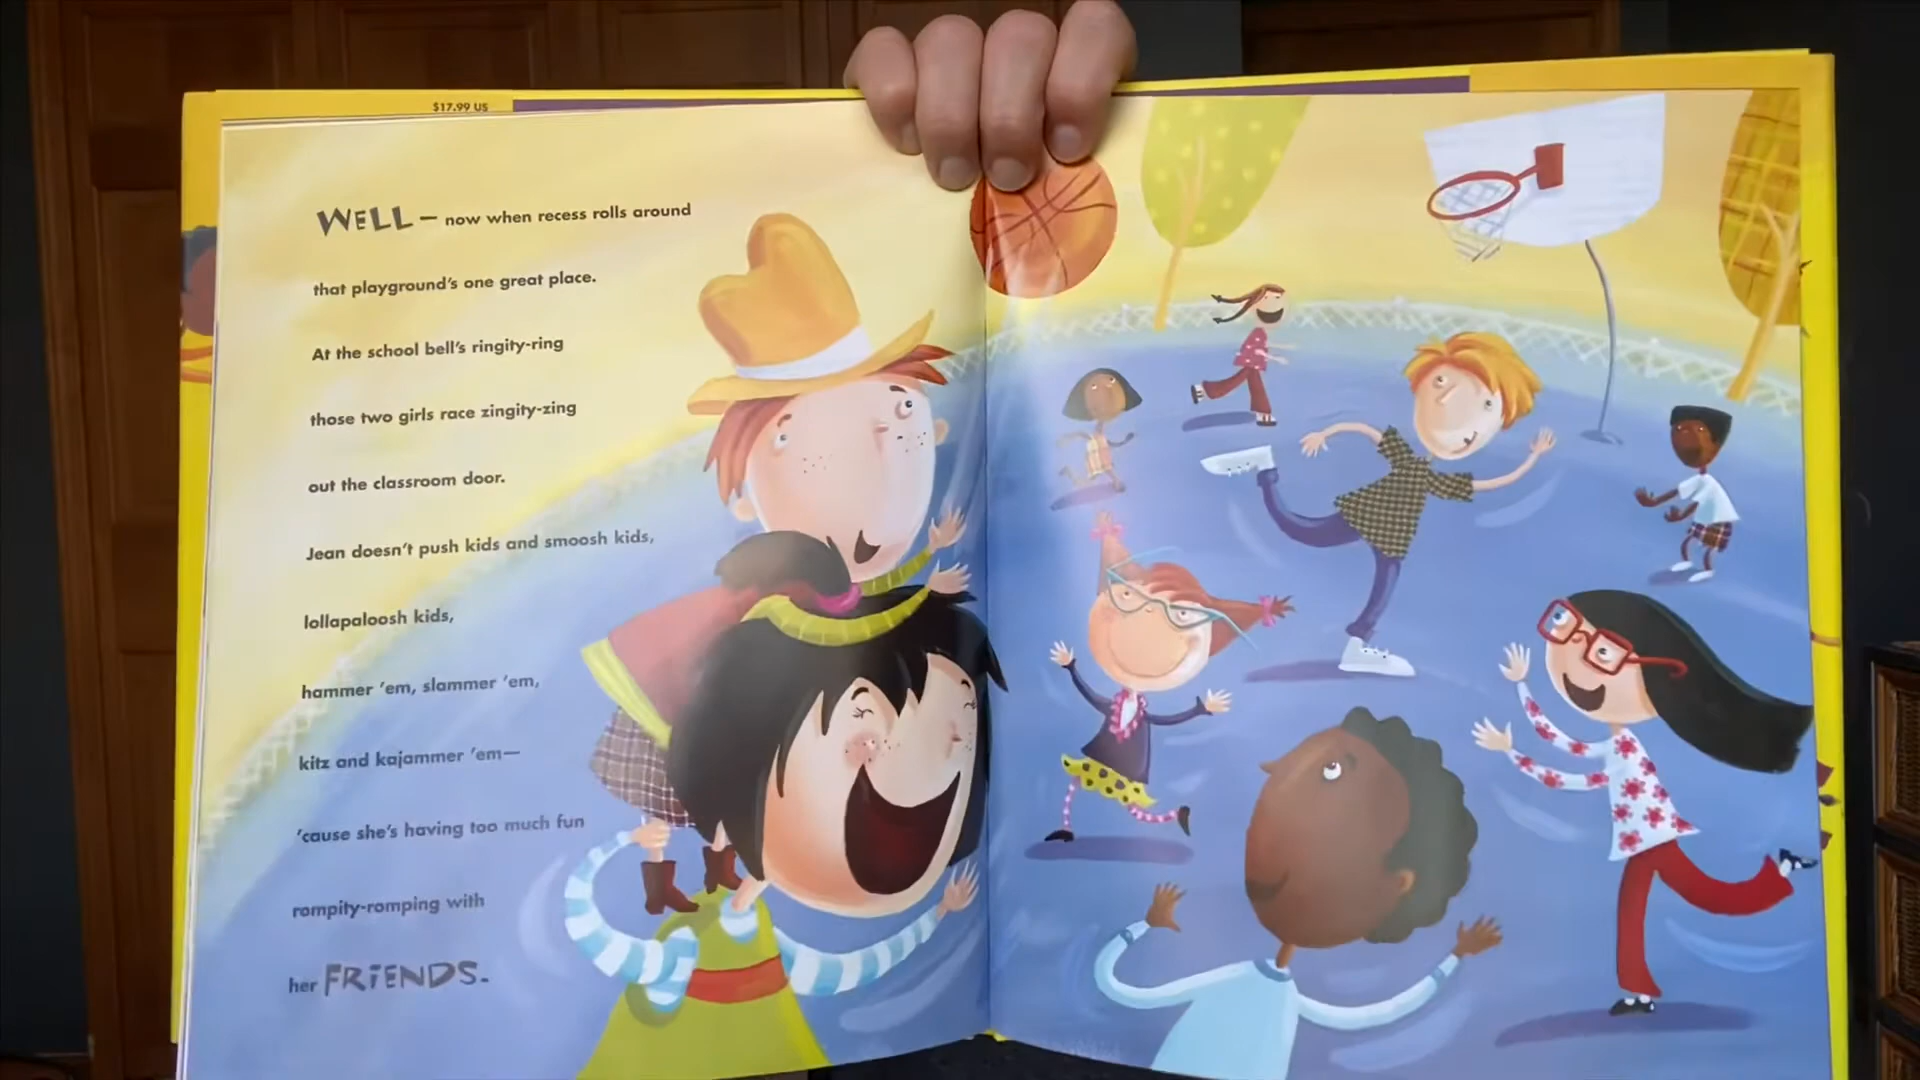 $17.99 US
WELL — now when recess rolls around
that playground's one great place.
At the school bell's ringity-ring
those two girls race zingity-zing
out the classroom door.
Jean doesn't push kids and smoosh kids,
lollapaloosh kids,
hammer 'em, slammer 'em,
kitz and kajammer 'em—
'cause she's having too much fun
rompity-romping with
her FRiENDS.